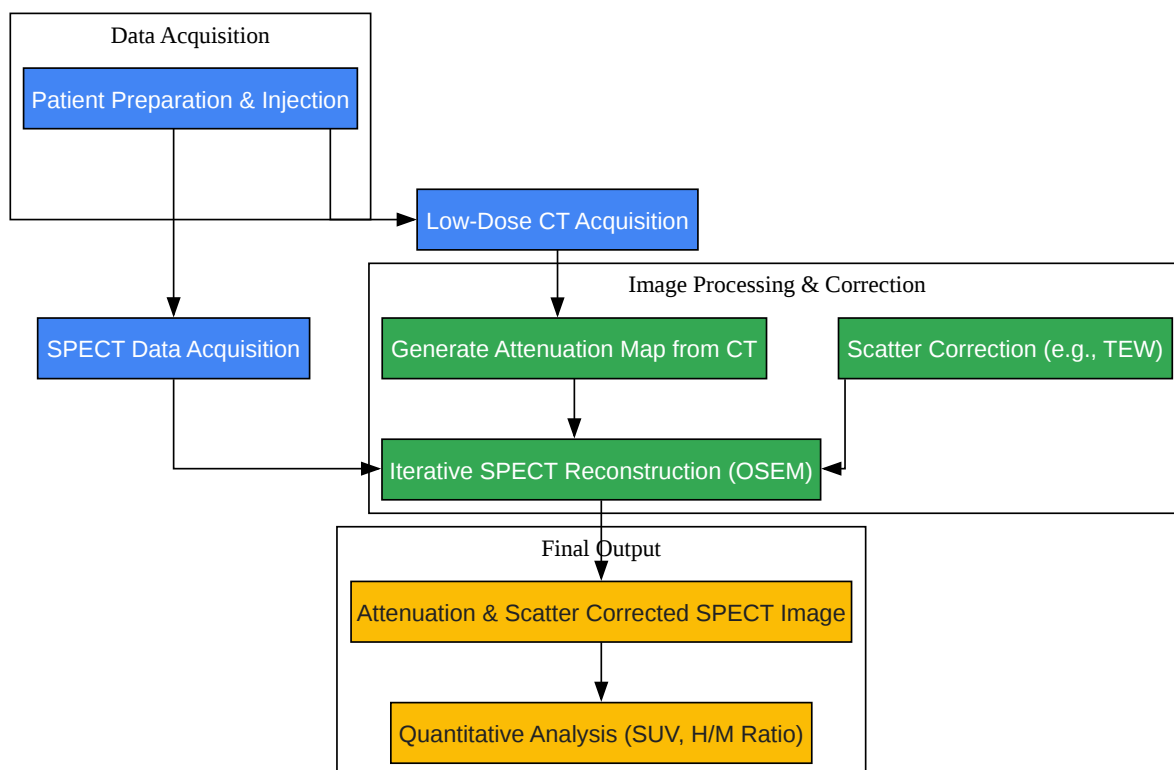 Data Acquisition
Patient Preparation & Injection
Low-Dose CT Acquisition
Image Processing & Correction
SPECT Data Acquisition
Generate Attenuation Map from CT
Scatter Correction (e.g., TEW)
Iterative SPECT Reconstruction (OSEM)
Final Output
Attenuation & Scatter Corrected SPECT Image
Quantitative Analysis (SUV, H/M Ratio)